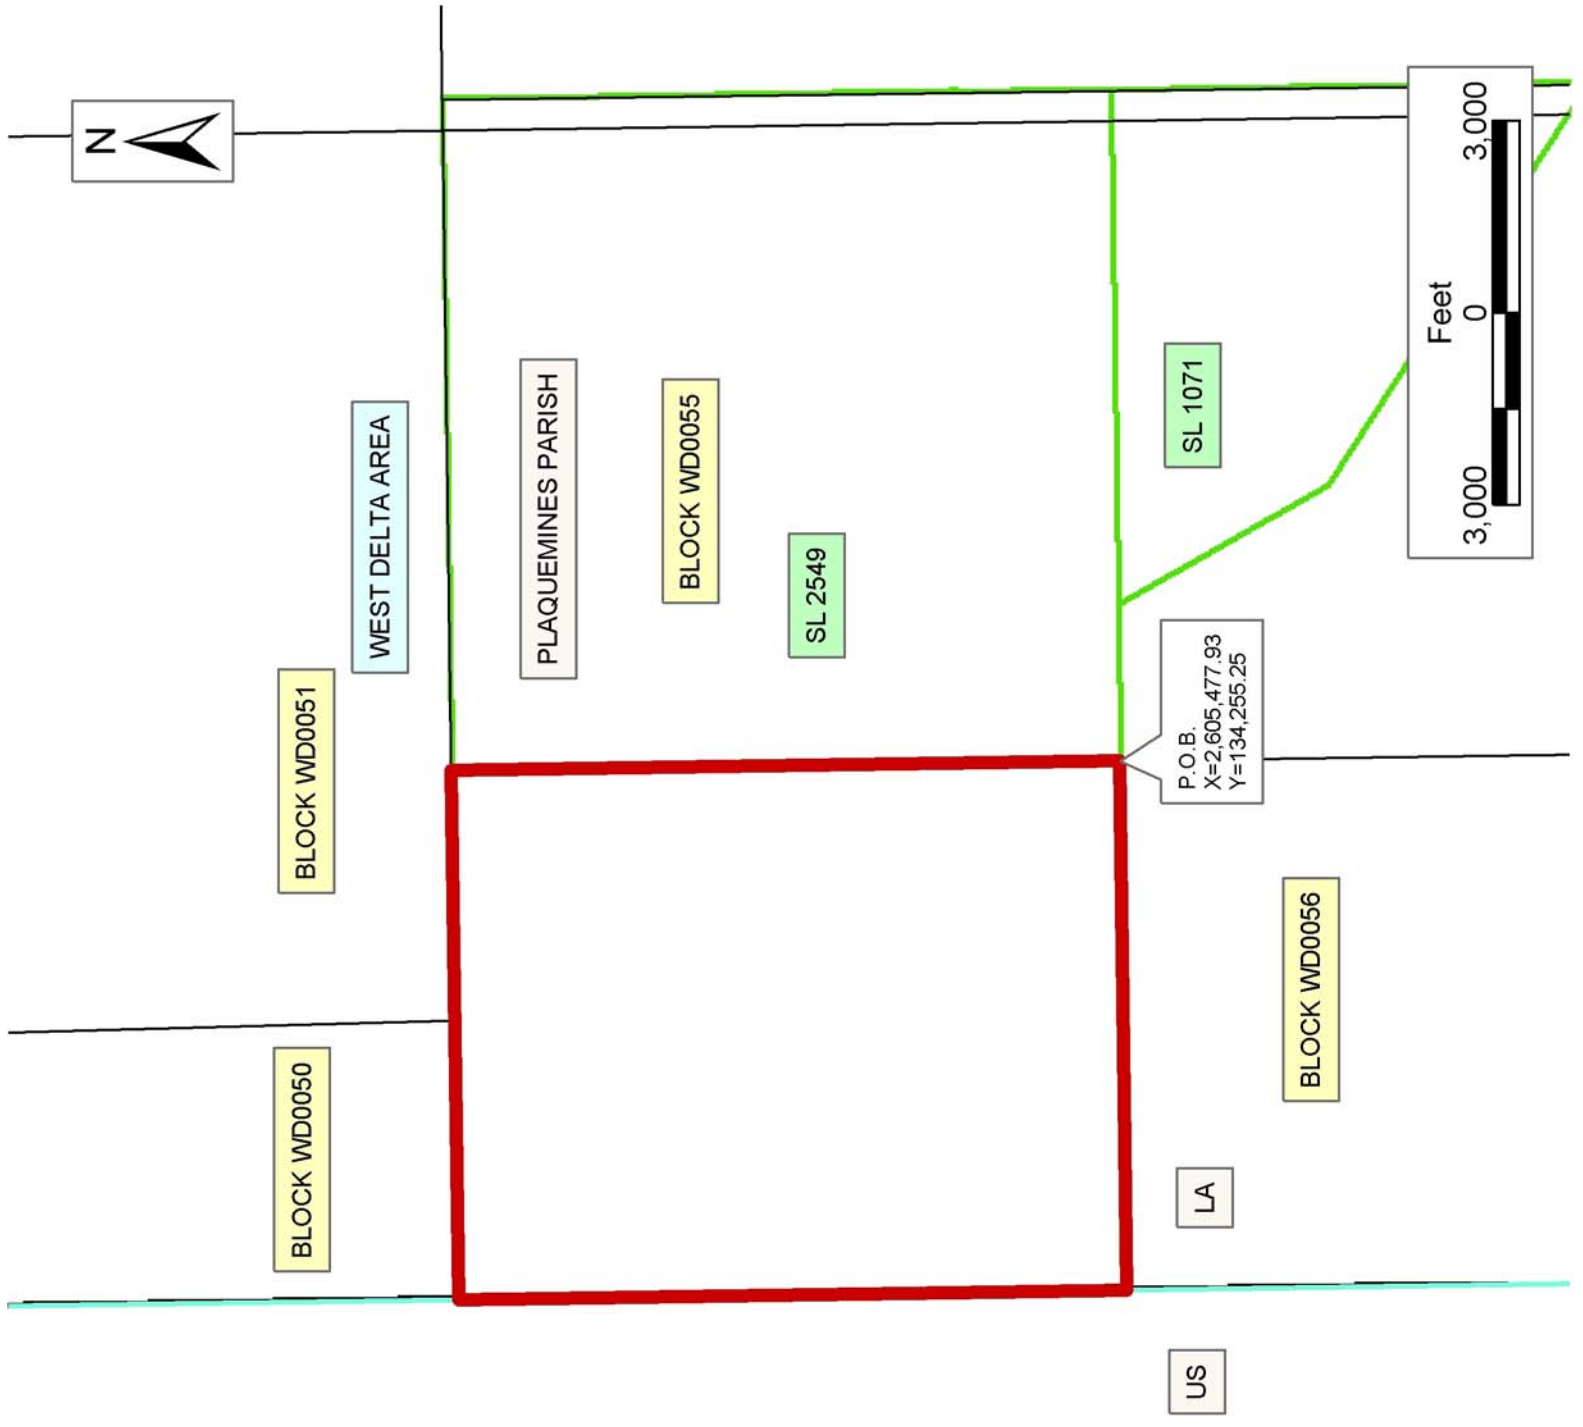 N
BLOCK WD0050
BLOCK WD0051
WEST DELTA AREA
PLAQUEMINES PARISH
BLOCK WD0055
SL 2549
US
LA
P.O.B.
X=2,605,477.93
Y=134,255.25
SL 1071
BLOCK WD0056
Feet
3,000 0 3,000